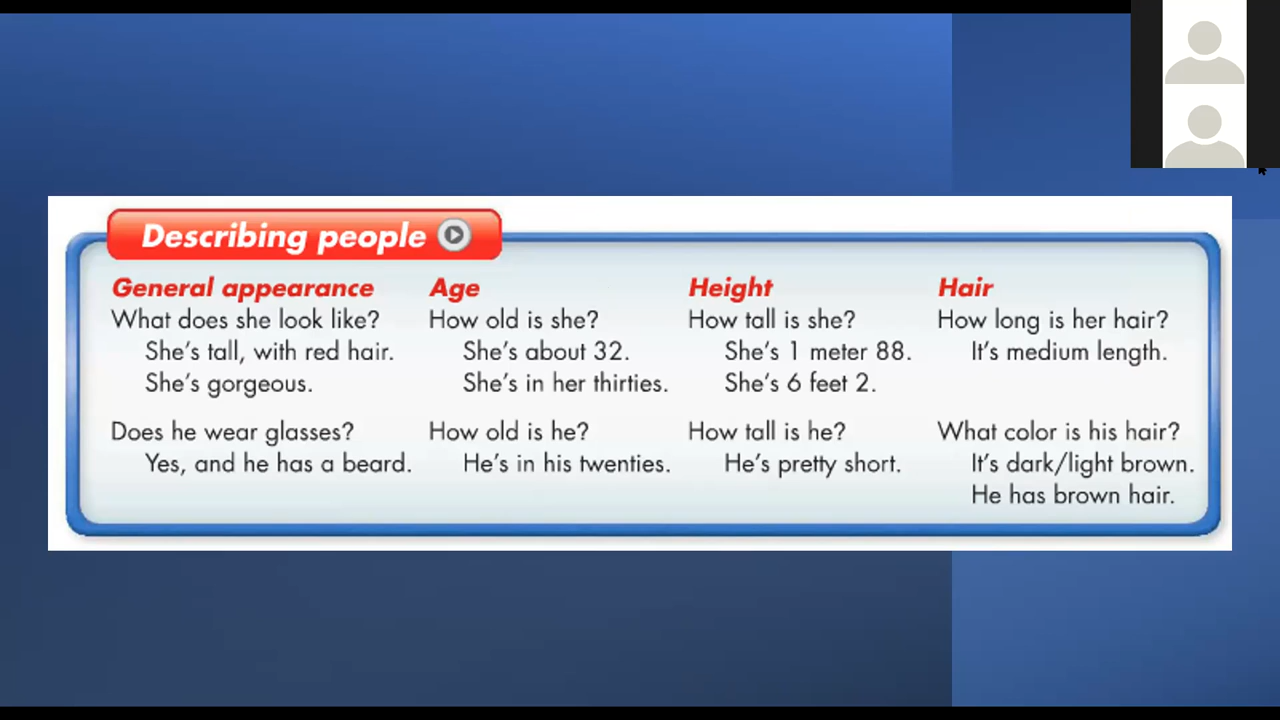 Describing people
General appearance
What does she look like?
She's tall, with red hair.
She's gorgeous.
Does he wear glasses?
Yes, and he has a beard.
Age
How old is she?
She's about 32.
She's in her thirties.
How old is he?
He's in his twenties.
Height
How tall is she?
She's 1 meter 88.
She's 6 feet 2.
How tall is he?
He's pretty short.
Hair
How long is her hair?
It's medium length.
What color is his hair?
It's dark/light brown.
He has brown hair.